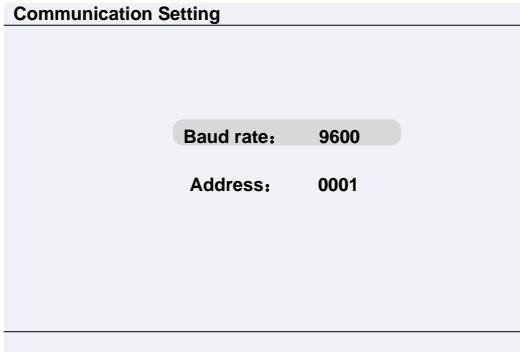 Communication Setting
Baud rate： 9600
Address： 0001